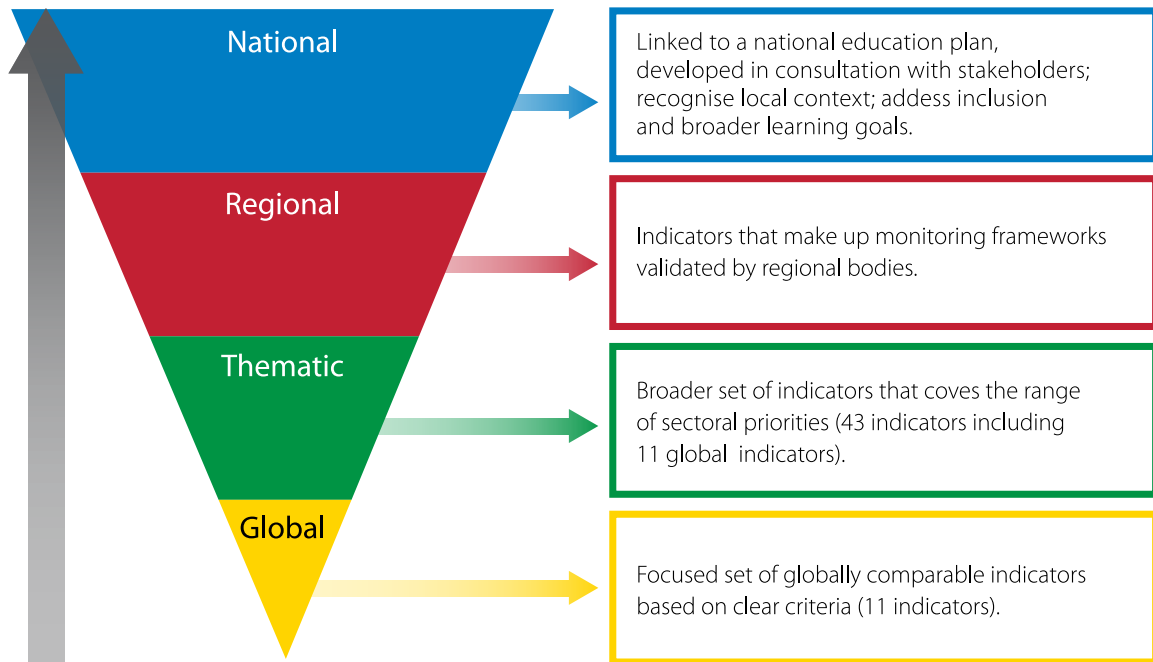 National
Linked to a national education plan,
developed in consultation with stakeholders;
recognise local context; addess inclusion
and broader learning goals.
Regional
Indicators that make up monitoring frameworks
validated by regional bodies.
Thematic
Broader set of indicators that coves the range
of sectoral priorities (43 indicators including
11 global  indicators).
Global
Focused set of globally comparable indicators
based on clear criteria (11 indicators).